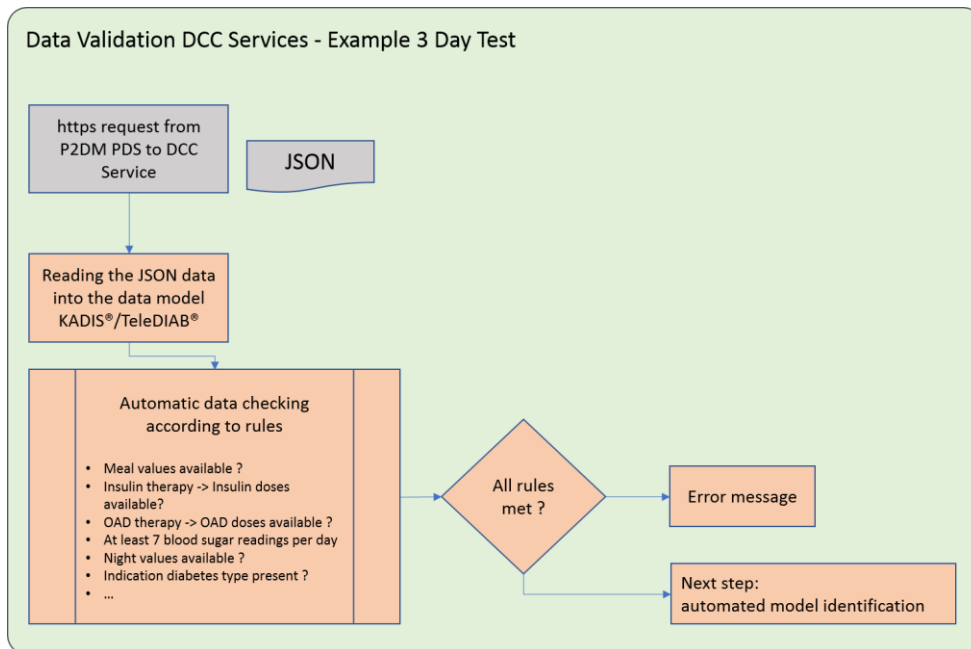 Data Validation DCC Services - Example 3 Day Test
https request from
P2DM PDS to DCC
Service
JSON
Reading the JSON data
into the data model
KADIS®/TeleDIAB®
Automatic data checking
according to rules
• Meal values available ?
• Insulin therapy -> Insulin doses
available?
• OAD therapy -> OAD doses available ?
• At least 7 blood sugar readings per day
• Night values available ?
• Indication diabetes type present ?
• ...
All rules
met ?
Error message
Next step:
automated model identification